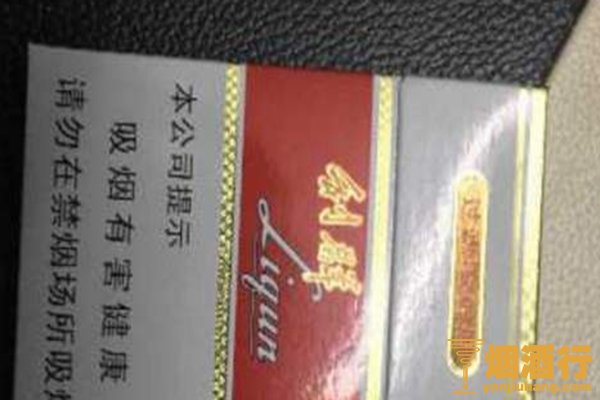 本公司提示
吸烟有害健康
请勿在禁烟场所吸
利群
Liqun
烟酒行